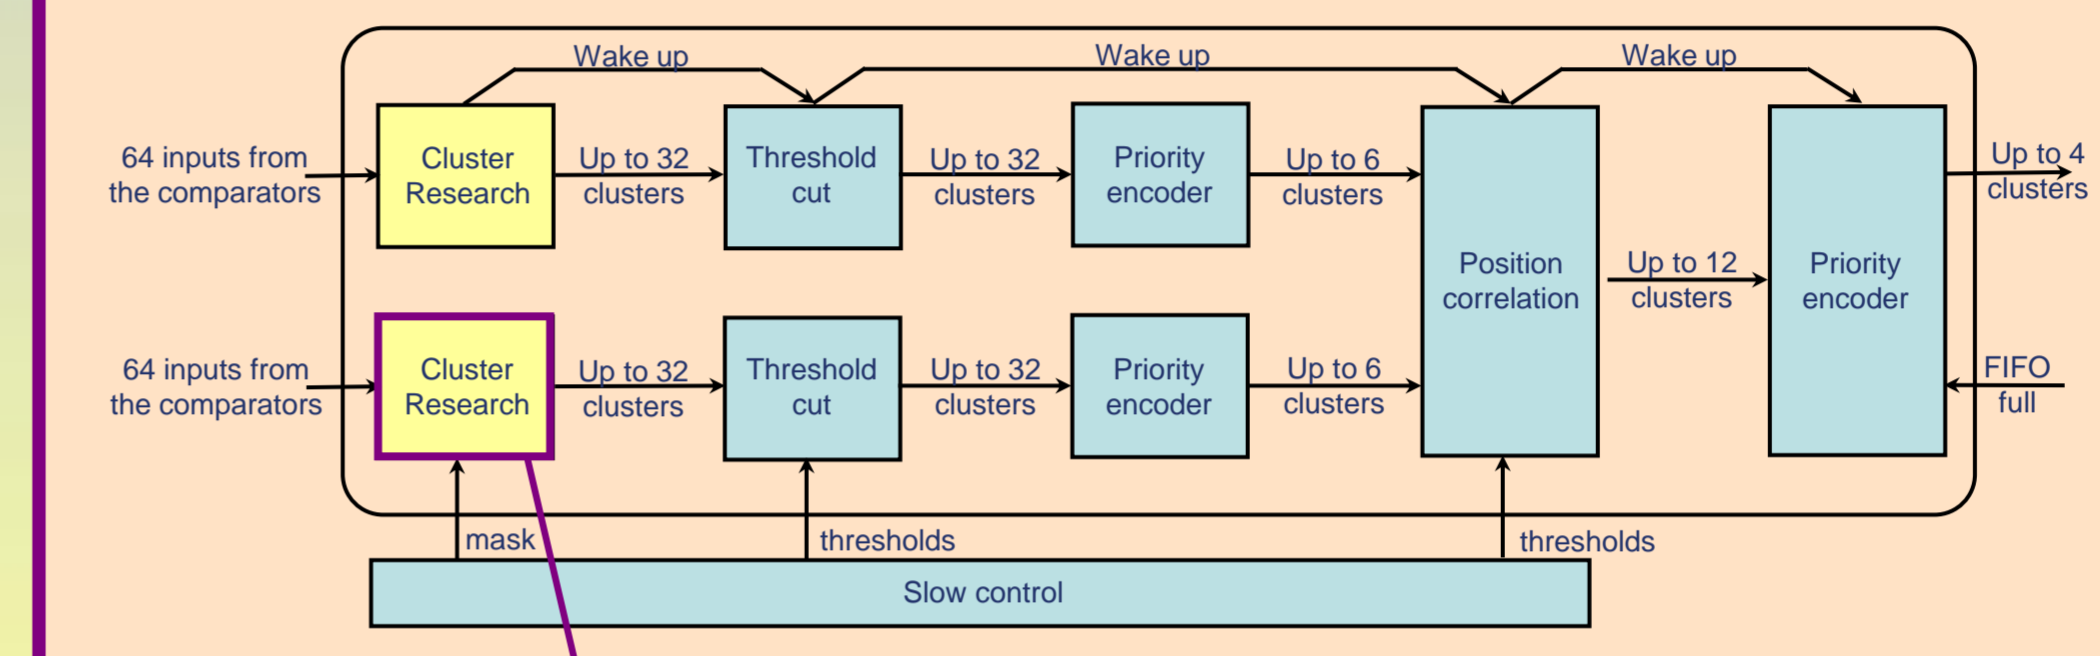 Wake up
Wake up
Wake up
64 inputs from
the comparators
Cluster
Research
Up to 32
clusters
Threshold
cut
Up to 32
clusters
Priority
encoder
Up to 6
clusters
Up to 4
clusters
Position
correlation
Up to 12
clusters
Priority
encoder
64 inputs from
the comparators
Cluster
Research
Up to 32
clusters
Threshold
cut
Up to 32
clusters
Priority
encoder
Up to 6
clusters
FIFO
full
mask
thresholds
thresholds
Slow control